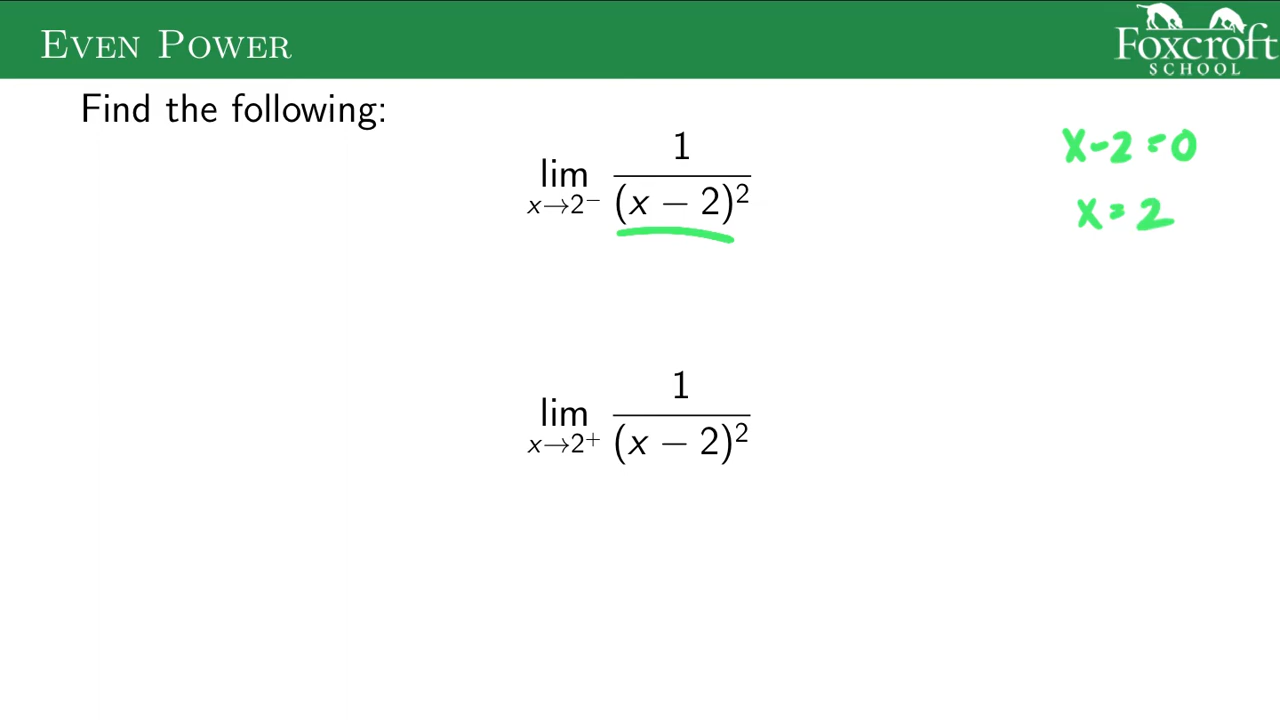 EVEN POWER
Foxcroft
SCHOOL
Find the following:
lim x→2⁻ 1/(x − 2)²
x-2=0
x=2
lim x→2⁺ 1/(x − 2)²